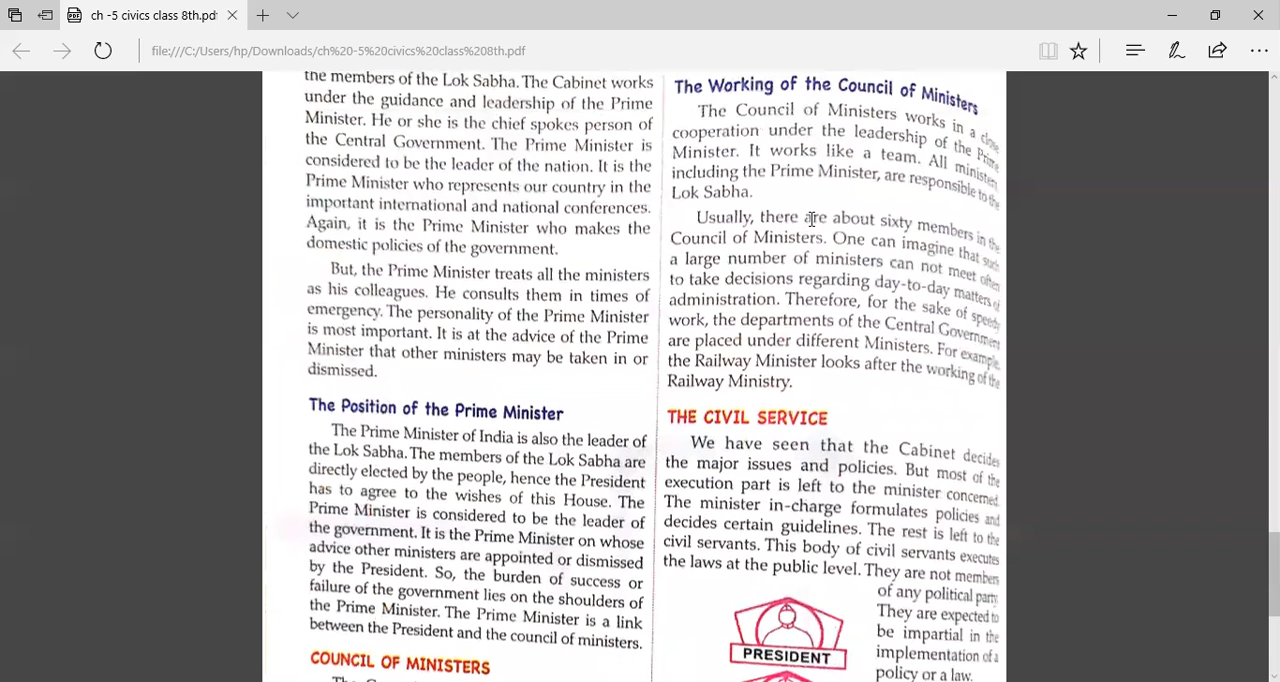 ch -5 civics class 8th.pdf
file:///C:/Users/hp/Downloads/ch%20-5%20civics%20class%208th.pdf
the members of the Lok Sabha. The Cabinet works
under the guidance and leadership of the Prime
Minister. He or she is the chief spokes person of
the Central Government. The Prime Minister is
considered to be the leader of the nation. It is the
Prime Minister who represents our country in the
important international and national conferences.
Again, it is the Prime Minister who makes the
domestic policies of the government.
But, the Prime Minister treats all the ministers
as his colleagues. He consults them in times of
emergency. The personality of the Prime Minister
is most important. It is at the advice of the Prime
Minister that other ministers may be taken in or
dismissed.
The Position of the Prime Minister
The Prime Minister of India is also the leader of
the Lok Sabha. The members of the Lok Sabha are
directly elected by the people, hence the President
has to agree to the wishes of this House. The
Prime Minister is considered to be the leader of
the government. It is the Prime Minister on whose
advice other ministers are appointed or dismissed
by the President. So, the burden of success or
failure of the government lies on the shoulders of
the Prime Minister. The Prime Minister is a link
between the President and the council of ministers.
COUNCIL OF MINISTERS
The Working of the Council of Ministers
The Council of Ministers works in a close
cooperation under the leadership of the Prime
Minister. It works like a team. All ministers,
including the Prime Minister, are responsible to the
Lok Sabha.
Usually, there are about sixty members in the
Council of Ministers. One can imagine that such
a large number of ministers can not meet often
to take decisions regarding day-to-day matters of
administration. Therefore, for the sake of speedy
work, the departments of the Central Government
are placed under different Ministers. For example,
the Railway Minister looks after the working of the
Railway Ministry.
THE CIVIL SERVICE
We have seen that the Cabinet decides
the major issues and policies. But most of the
execution part is left to the minister concerned.
The minister in-charge formulates policies and
decides certain guidelines. The rest is left to the
civil servants. This body of civil servants executes
the laws at the public level. They are not members
of any political party.
They are expected to
be impartial in the
implementation of a
policy or a law.
PRESIDENT